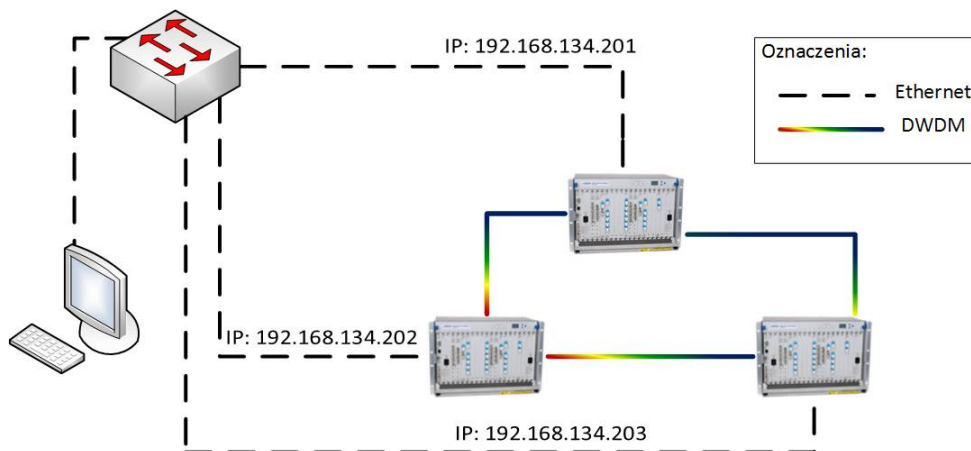 IP: 192.168.134.201
Oznaczenia:
Ethernet
DWDM
IP: 192.168.134.202
IP: 192.168.134.203